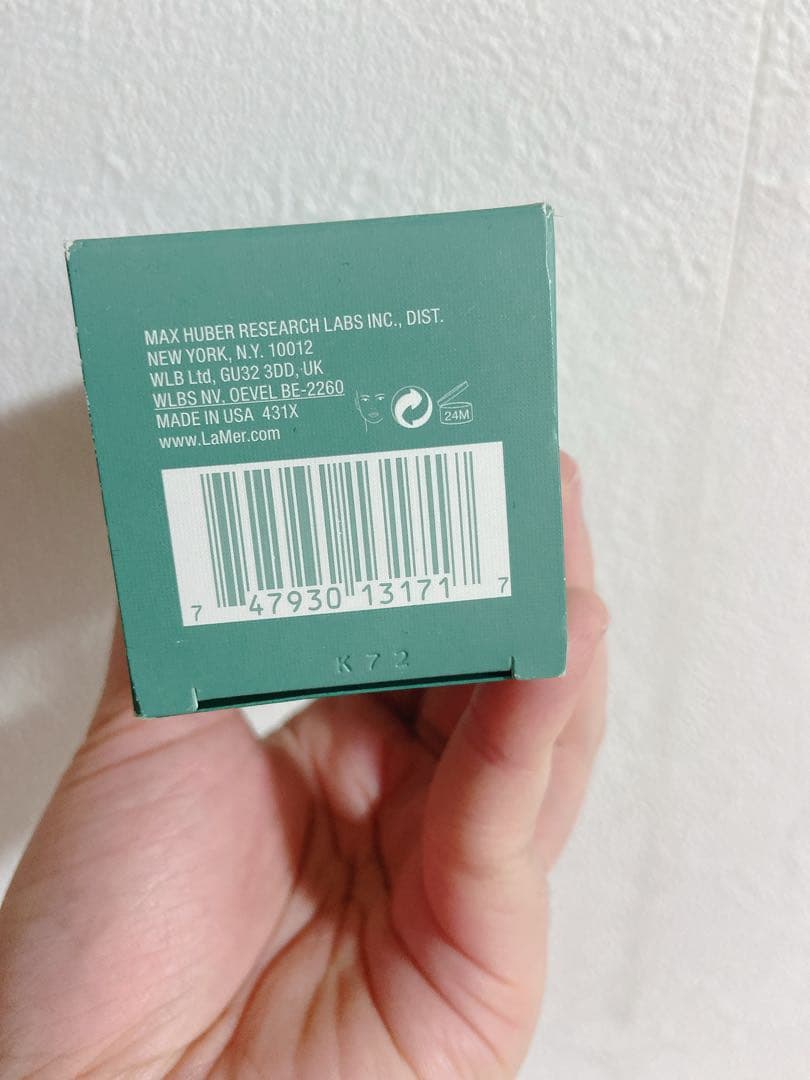 MAX HUBER RESEARCH LABS INC., DIST.
NEW YORK, N.Y. 10012
WLB Ltd, GU32 3DD, UK
WLBS NV. OEVEL BE-2260
MADE IN USA 431X
www.LaMer.com
24M
7 47930 13171 7
K72